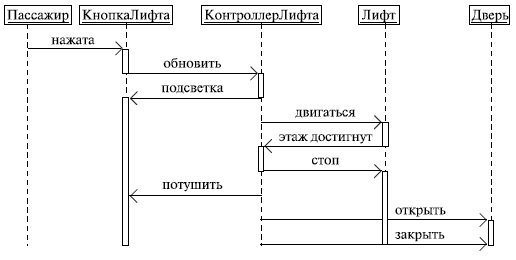 Пассажир КнопкаЛифта КонтроллерЛифта Лифт Дверь
нажата
обновить
подсветка
двигаться
этаж достигнут
стоп
потушить
открыть
закрыть